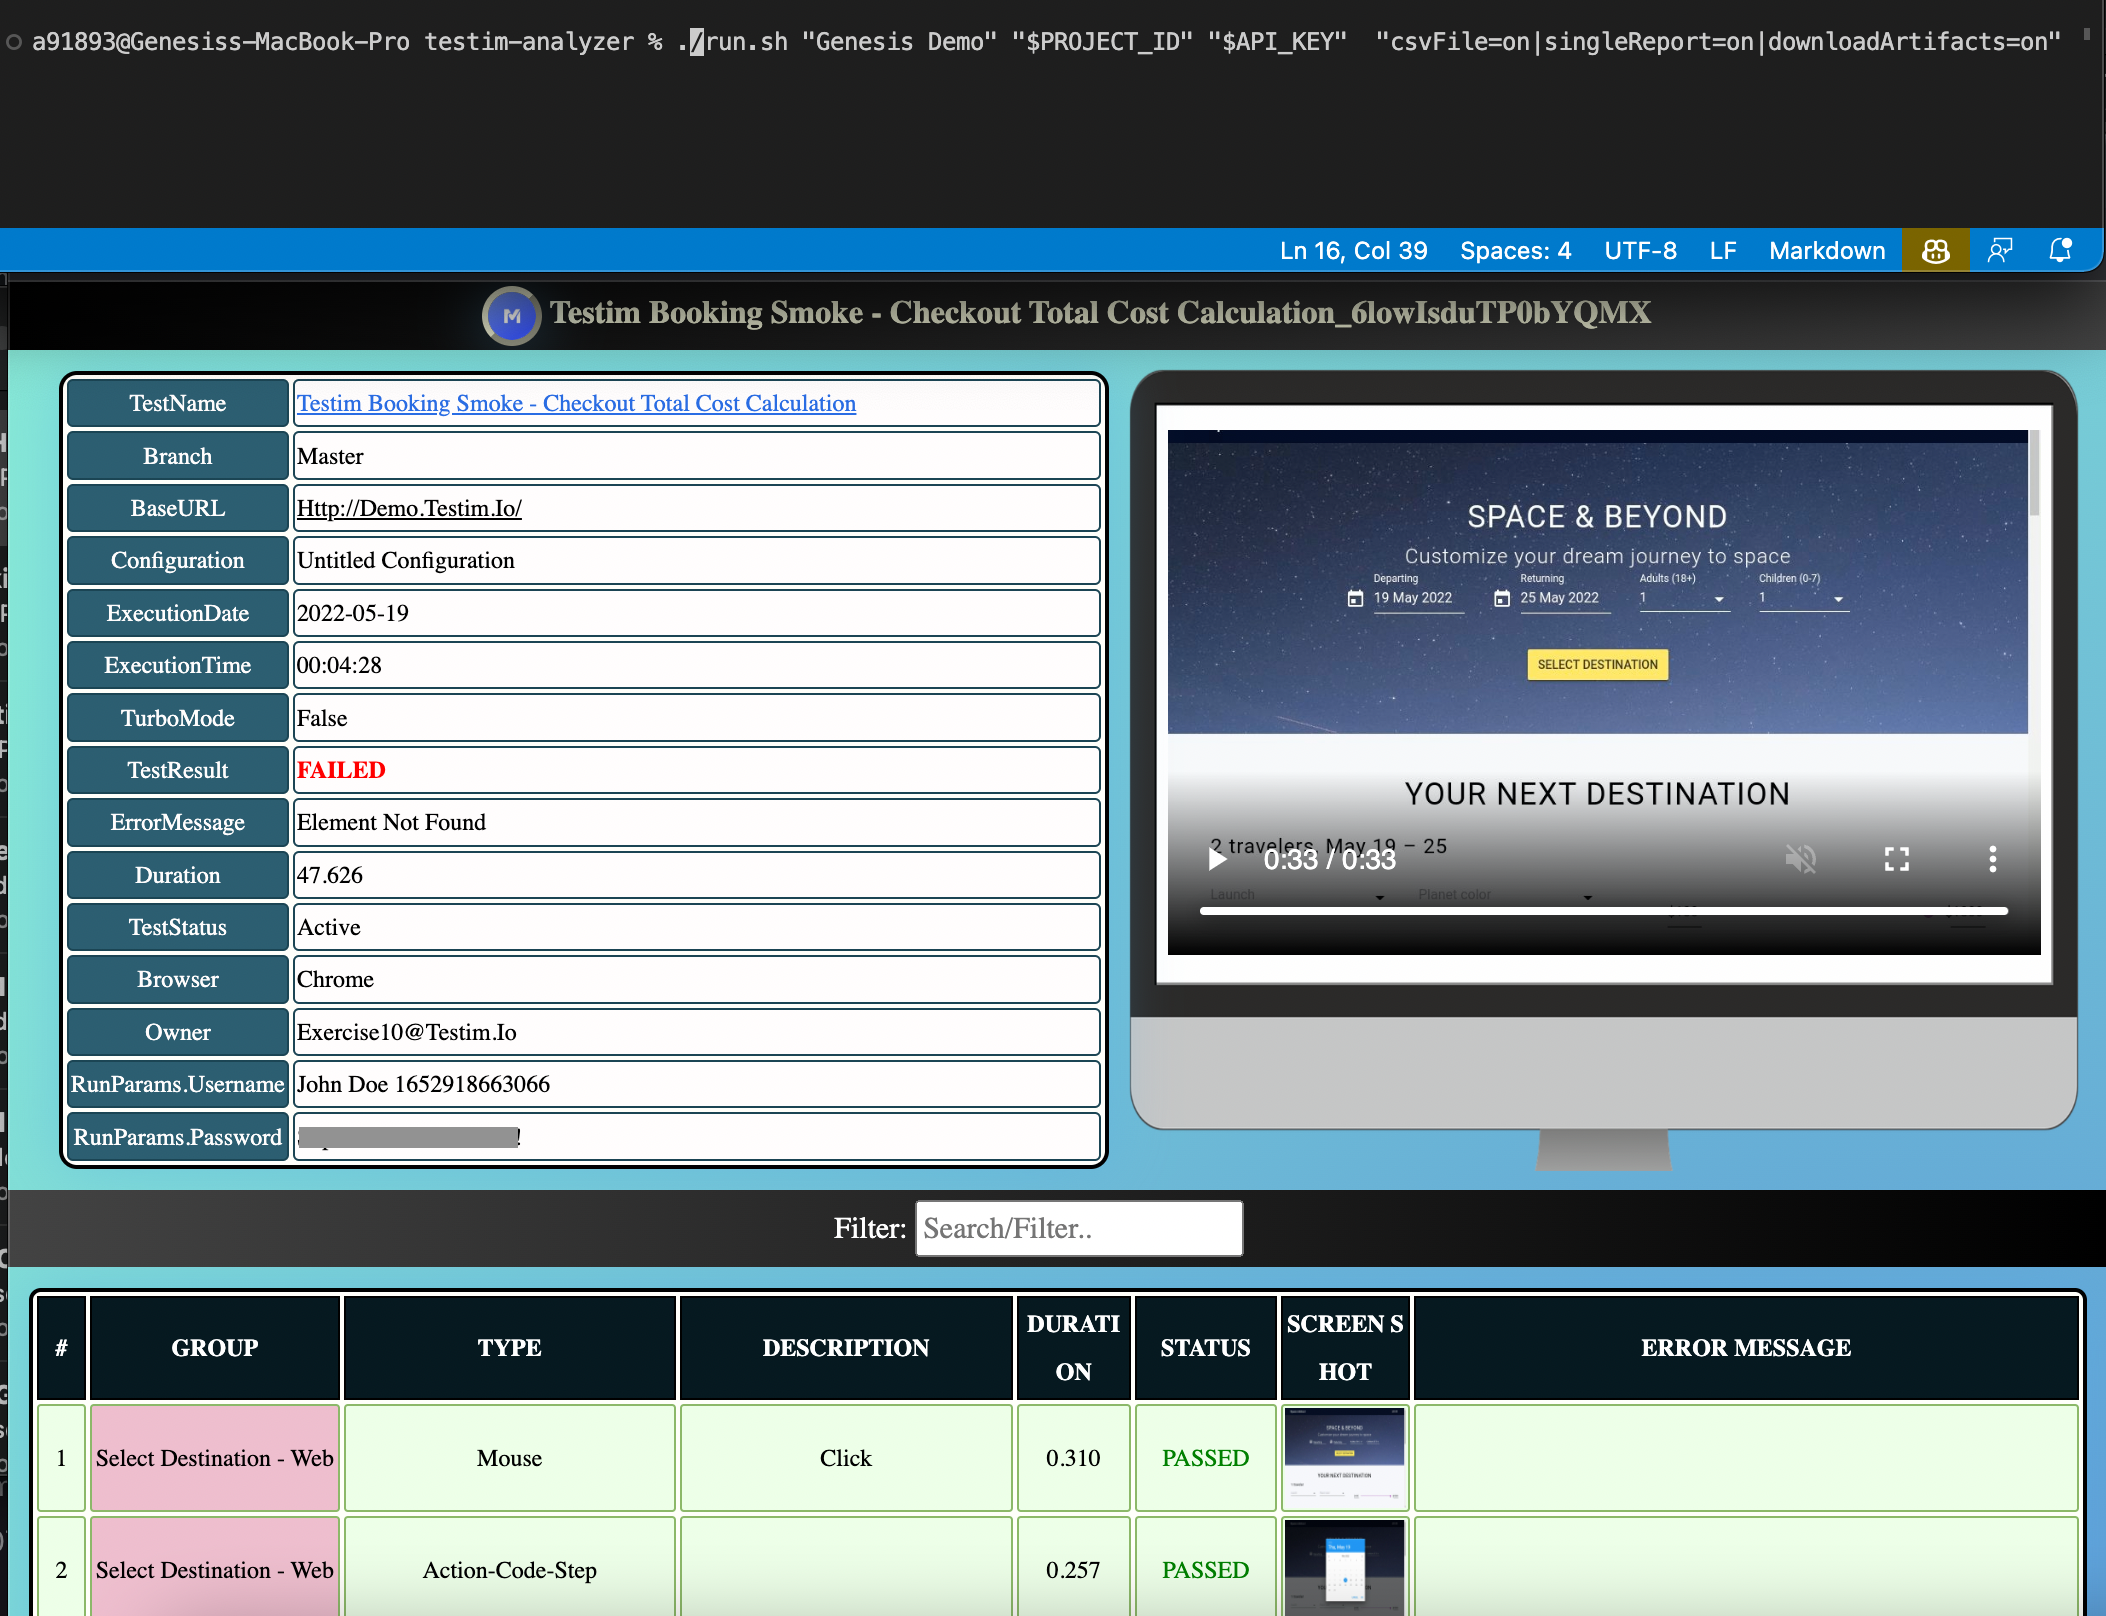 a91893@Genesiss-MacBook-Pro testim-analyzer % ./run.sh "Genesis Demo" "$PROJECT_ID" "$API_KEY"  "csvFile=on|singleReport=on|downloadArtifacts=on"
Ln 16, Col 39 Spaces: 4 UTF-8 LF Markdown
M Testim Booking Smoke - Checkout Total Cost Calculation_6lowIsduTP0bYQMX
TestName Testim Booking Smoke - Checkout Total Cost Calculation
Branch Master
BaseURL Http://Demo.Testim.Io/
Configuration Untitled Configuration
ExecutionDate 2022-05-19
ExecutionTime 00:04:28
TurboMode False
TestResult FAILED
ErrorMessage Element Not Found
Duration 47.626
TestStatus Active
Browser Chrome
Owner Exercise10@Testim.Io
RunParams.Username John Doe 1652918663066
RunParams.Password !
SPACE & BEYOND
Customize your dream journey to space
Departing Returning Adults (18+) Children (0-7)
19 May 2022 25 May 2022 1 1
SELECT DESTINATION
YOUR NEXT DESTINATION
2 travelers, May 19 – 25
0:33 / 0:33
Launch Planet color
Filter: Search/Filter..
# GROUP TYPE DESCRIPTION DURATI STATUS SCREEN S ERROR MESSAGE
ON HOT
1 Select Destination - Web Mouse Click 0.310 PASSED
SPACE & BEYOND
YOUR NEXT DESTINATION
2 Select Destination - Web Action-Code-Step 0.257 PASSED